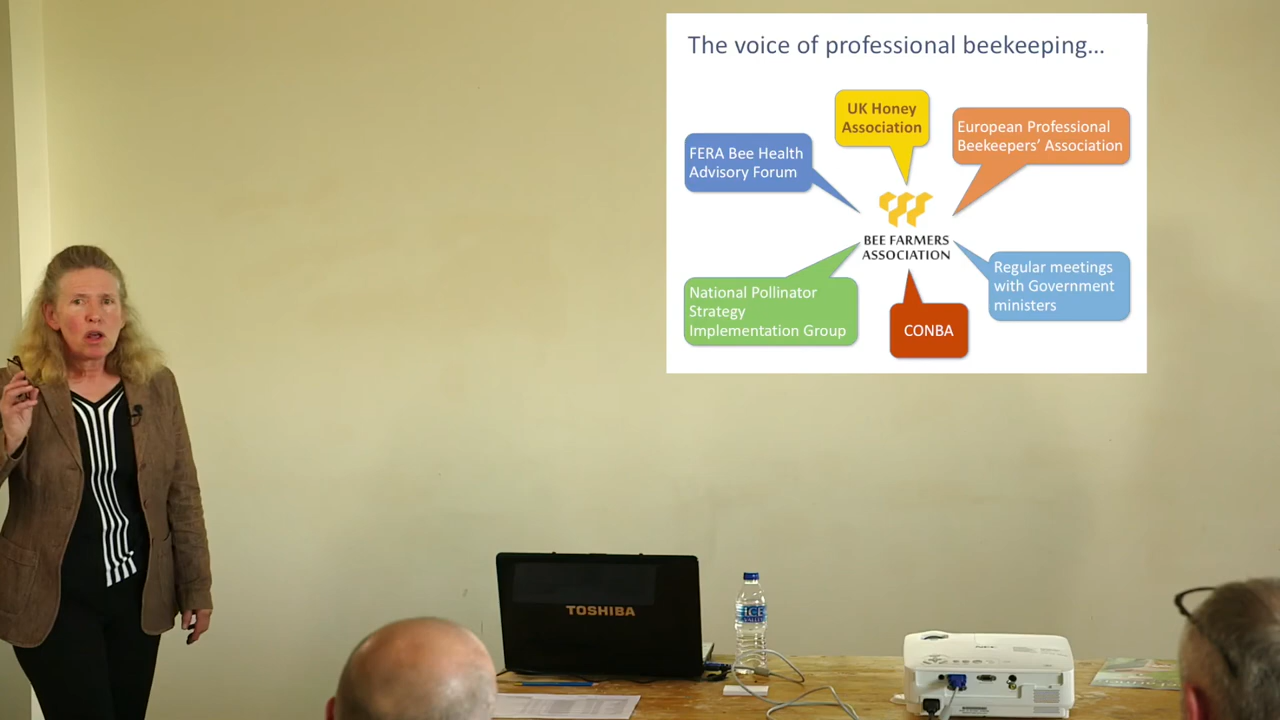 The voice of professional beekeeping...
UK Honey
Association
European Professional
Beekeepers' Association
FERA Bee Health
Advisory Forum
BEE FARMERS
ASSOCIATION
Regular meetings
with Government
ministers
National Pollinator
Strategy
Implementation Group
CONBA
TOSHIBA
ICE